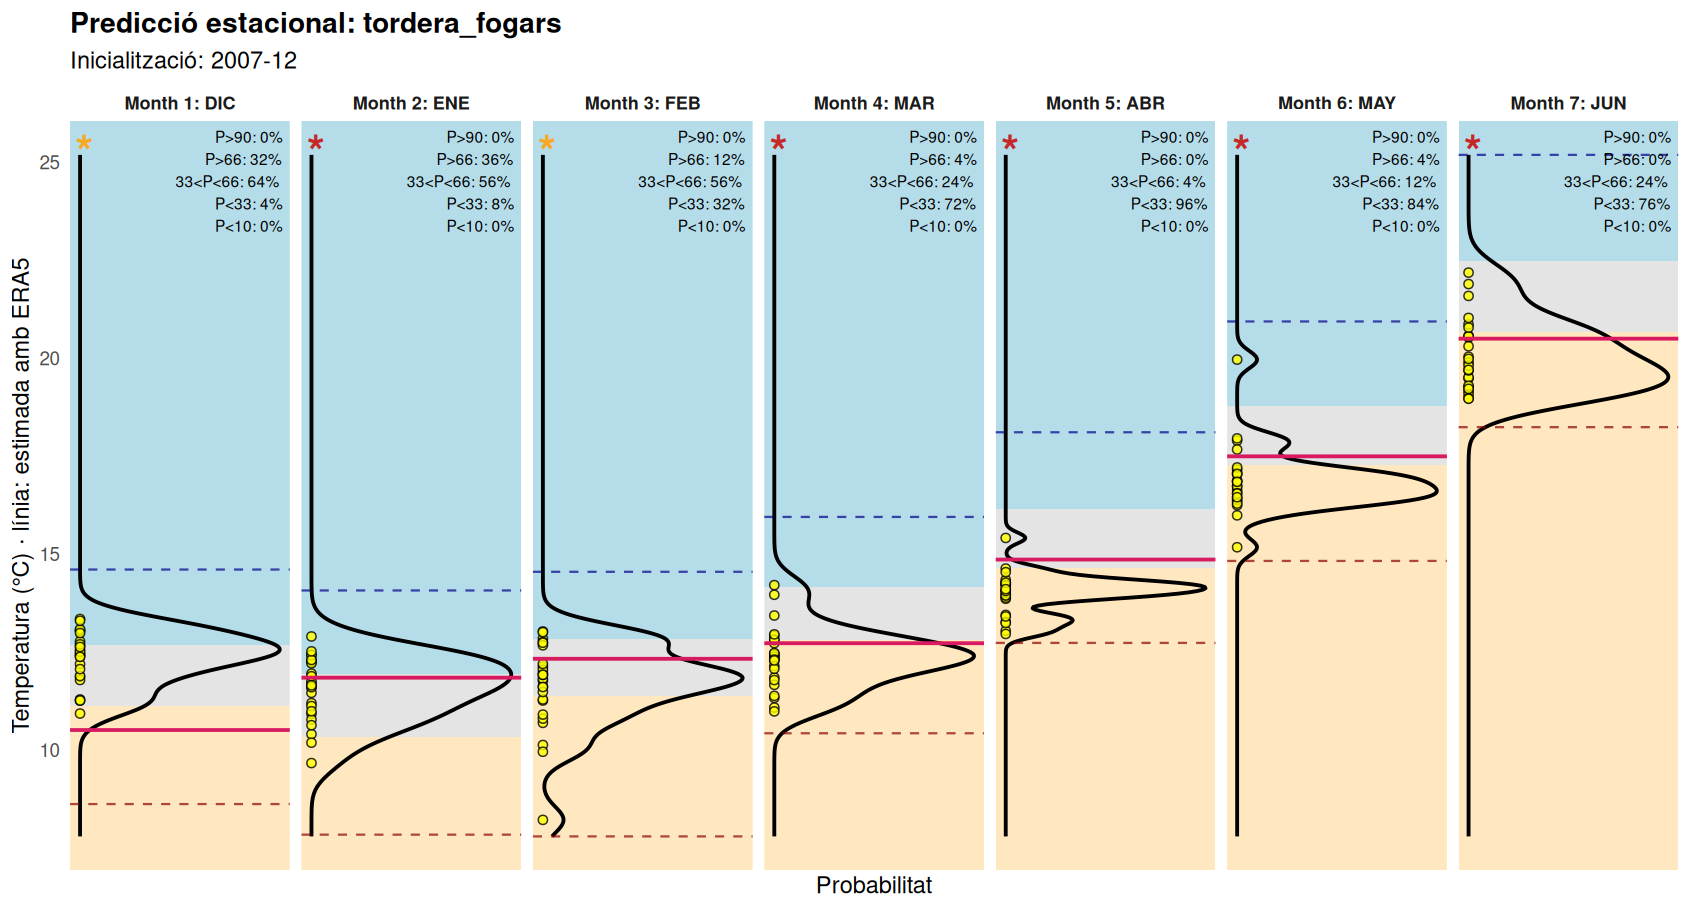 Predicció estacional: tordera_fogars
Inicialització: 2007-12
Month 1: DIC
Month 2: ENE
Month 3: FEB
Month 4: MAR
Month 5: ABR
Month 6: MAY
Month 7: JUN
P>90: 0%
P>66: 32%
33<P<66: 64%
P<33: 4%
P<10: 0%
P>90: 0%
P>66: 36%
33<P<66: 56%
P<33: 8%
P<10: 0%
P>90: 0%
P>66: 12%
33<P<66: 56%
P<33: 32%
P<10: 0%
P>90: 0%
P>66: 4%
33<P<66: 24%
P<33: 72%
P<10: 0%
P>90: 0%
P>66: 0%
33<P<66: 4%
P<33: 96%
P<10: 0%
P>90: 0%
P>66: 4%
33<P<66: 12%
P<33: 84%
P<10: 0%
P>90: 0%
P>66: 0%
33<P<66: 24%
P<33: 76%
P<10: 0%
25
20
15
10
Temperatura (°C) · línia: estimada amb ERA5
Probabilitat